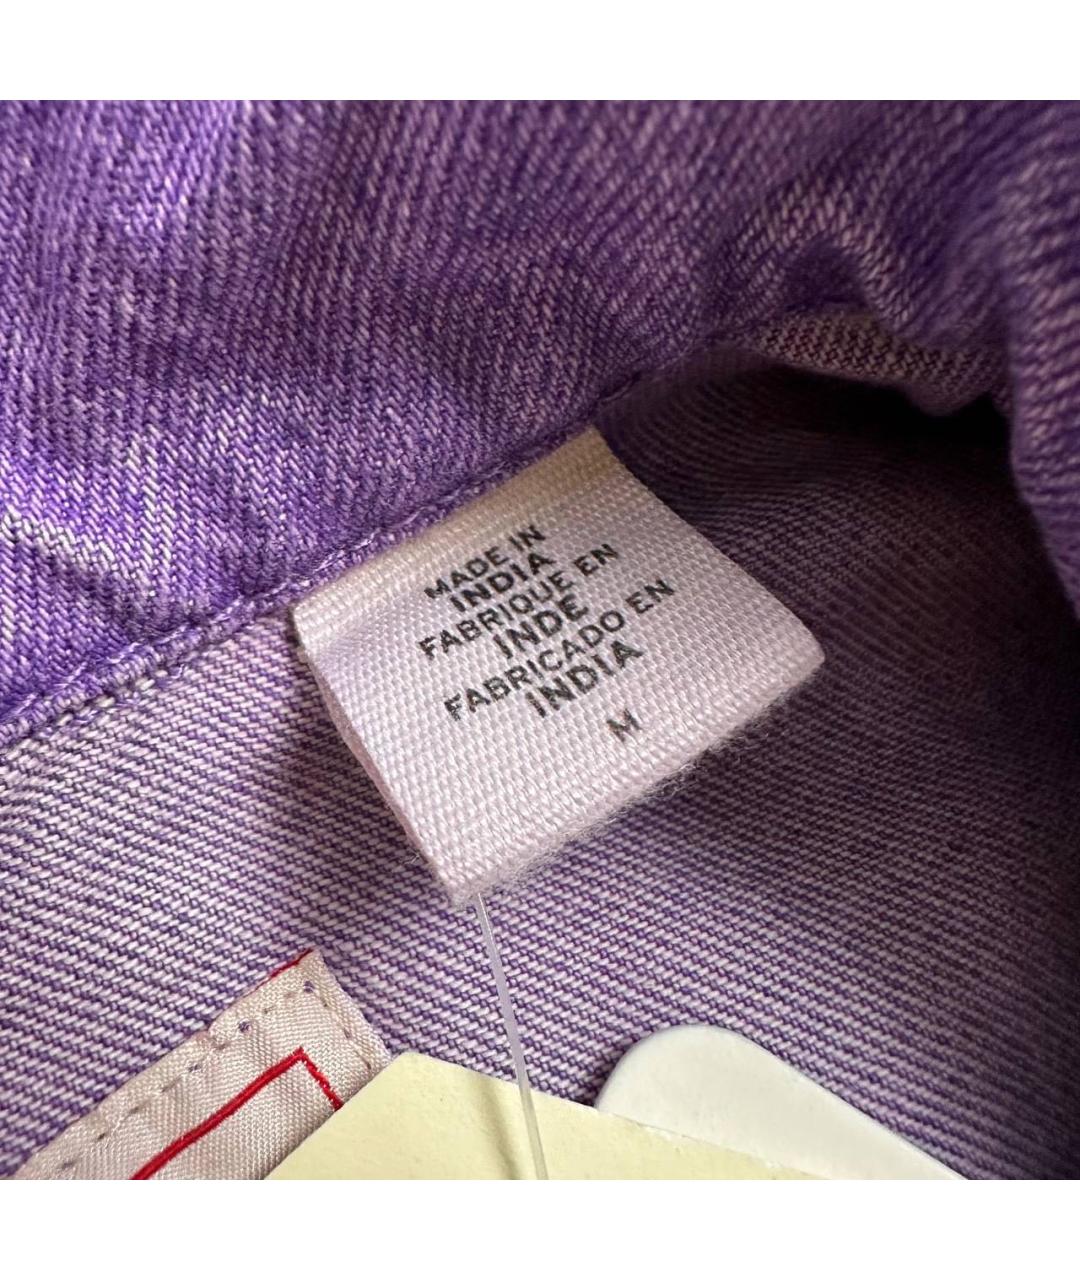 MADE IN
INDIA
FABRIQUE EN
INDE
FABRICADO EN
INDIA
M